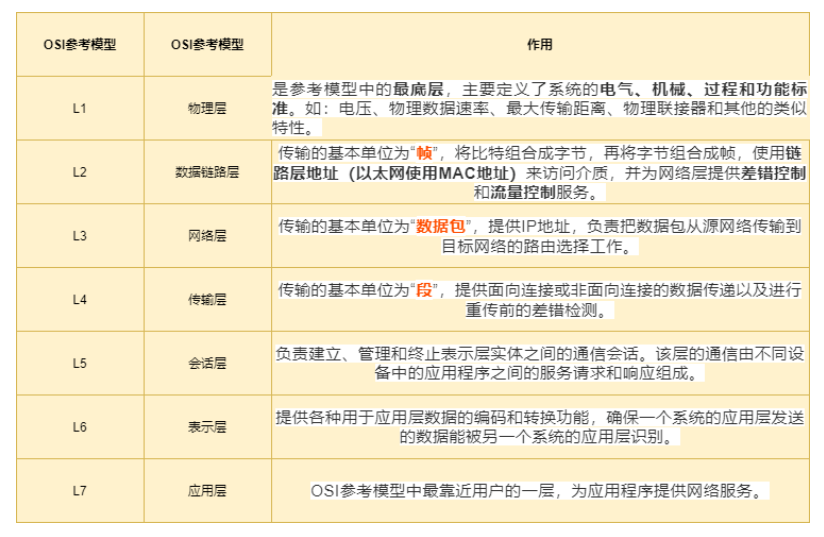 OSI参考模型 OSI参考模型 作用
L1 物理层
是参考模型中的最底层，主要定义了系统的电气、机械、过程和功能标
准。如：电压、物理数据速率、最大传输距离、物理联接器和其他的类似
特性。
L2 数据链路层
传输的基本单位为“帧”，将比特组合成字节，再将字节组合成帧，使用链
路层地址（以太网使用MAC地址）来访问介质，并为网络层提供差错控制
和流量控制服务。
L3 网络层
传输的基本单位为“数据包”，提供IP地址，负责把数据包从源网络传输到
目标网络的路由选择工作。
L4 传输层
传输的基本单位为“段”，提供面向连接或非面向连接的数据传递以及进行
重传前的差错检测。
L5 会话层
负责建立、管理和终止表示层实体之间的通信会话。该层的通信由不同设
备中的应用程序之间的服务请求和响应组成。
L6 表示层
提供各种用于应用层数据的编码和转换功能，确保一个系统的应用层发送
的数据能被另一个系统的应用层识别。
L7 应用层
OSI参考模型中最靠近用户的一层，为应用程序提供网络服务。